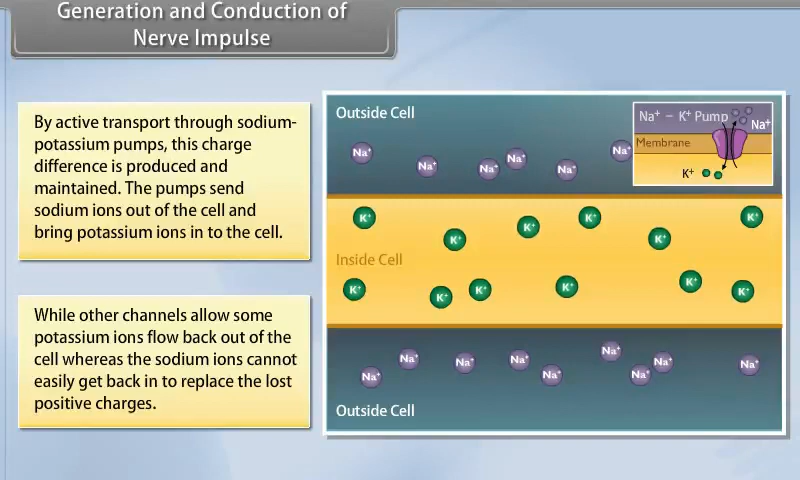 Generation and Conduction of
Nerve Impulse
By active transport through sodium-
potassium pumps, this charge
difference is produced and
maintained. The pumps send
sodium ions out of the cell and
bring potassium ions in to the cell.
While other channels allow some
potassium ions flow back out of the
cell whereas the sodium ions cannot
easily get back in to replace the lost
positive charges.
Outside Cell
Na⁺ – K⁺ Pump
Na⁺
Membrane
K⁺
Na⁺ Na⁺ Na⁺ Na⁺ Na⁺ Na⁺
K⁺ K⁺ K⁺ K⁺ K⁺ K⁺
Inside Cell
K⁺ K⁺ K⁺ K⁺ K⁺ K⁺
Na⁺ Na⁺ Na⁺ Na⁺ Na⁺ Na⁺ Na⁺ Na⁺ Na⁺
Outside Cell